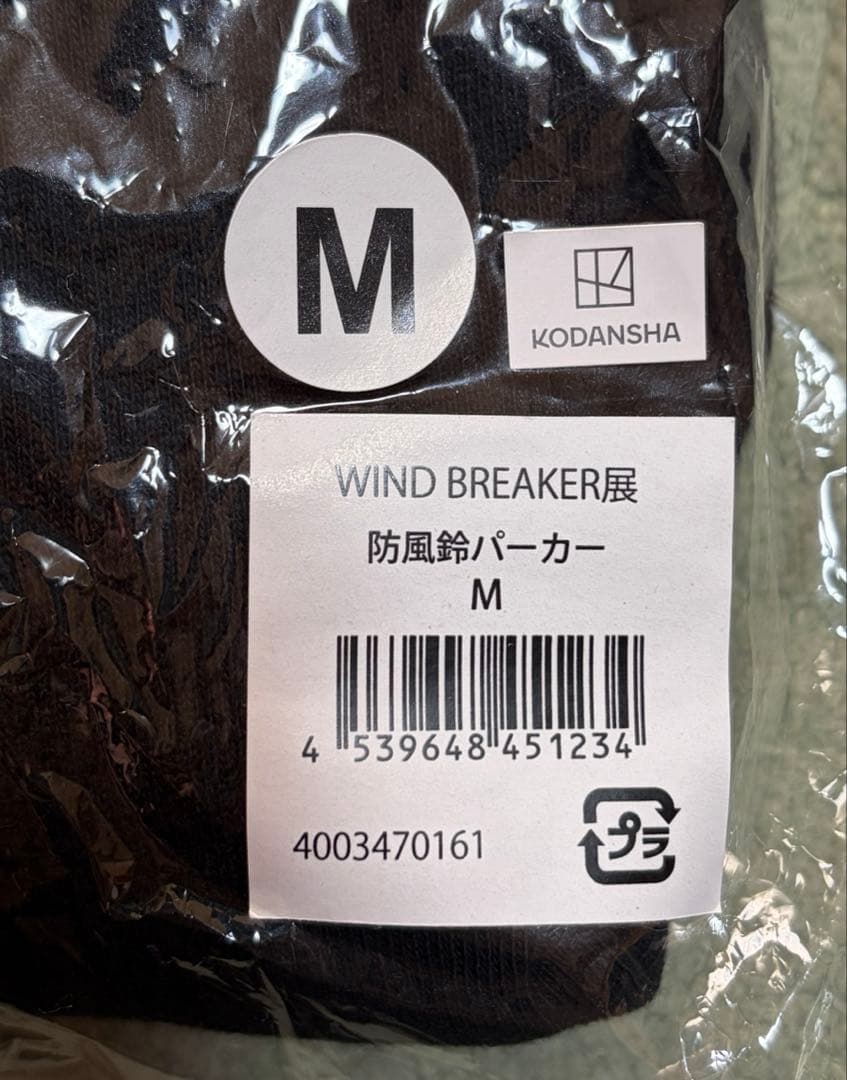 M
KODANSHA
WIND BREAKER展
防風鈴パーカー
M
4 539648 451234
4003470161
プラ